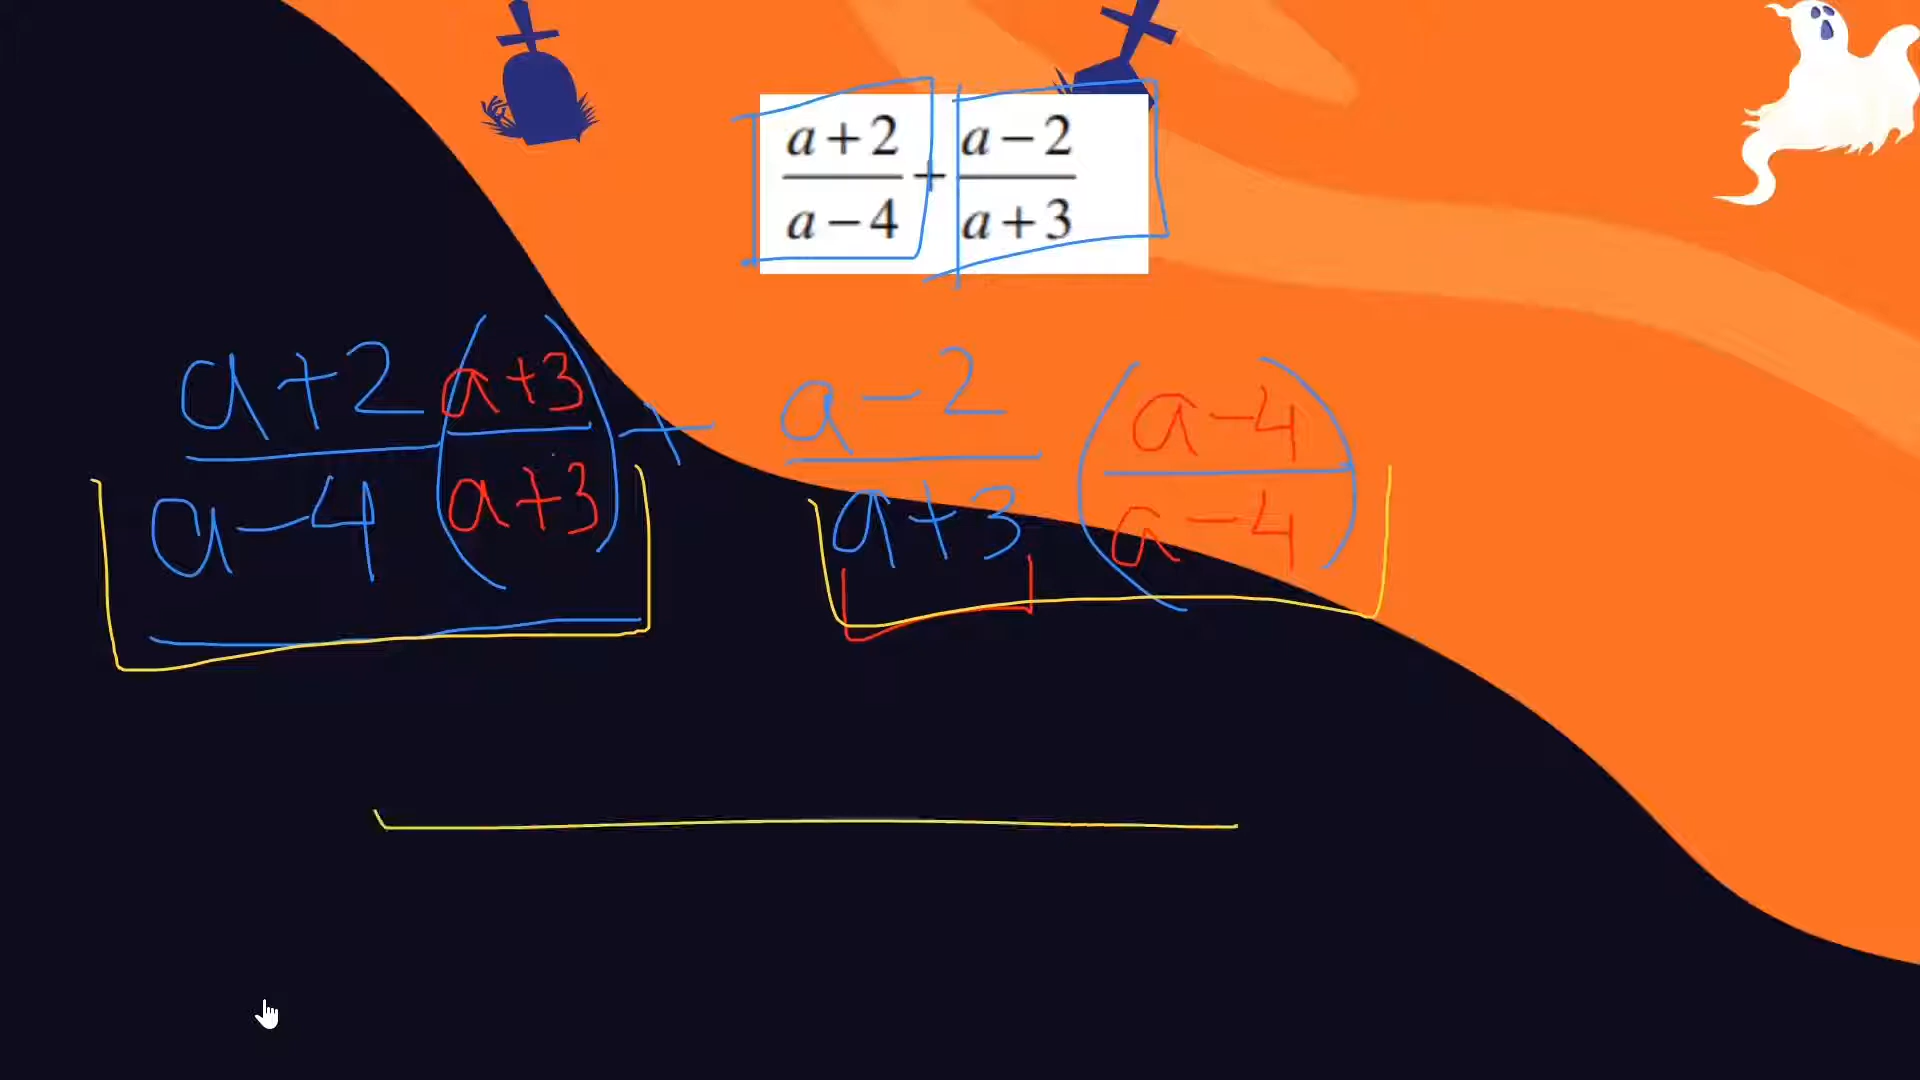 a+2 a−2
+
a−4 a+3
a+2 (a+3) + a−2 (a−4)
a−4 (a+3) a+3 (a−4)